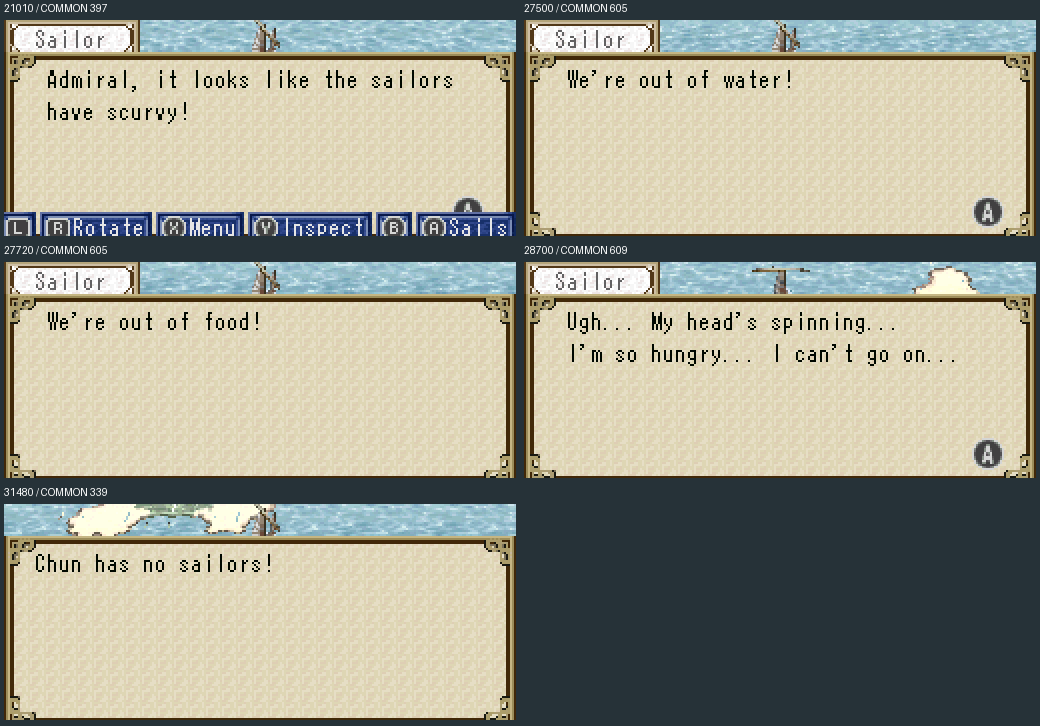 21010 / COMMON 397
Sailor
Admiral, it looks like the sailors
have scurvy!
A
L
R Rotate
X Menu
Y Inspect
B
A Sails
27500 / COMMON 605
Sailor
We're out of water!
A
27720 / COMMON 605
Sailor
We're out of food!
28700 / COMMON 609
Sailor
Ugh... My head's spinning...
I'm so hungry... I can't go on...
A
31480 / COMMON 339
Chun has no sailors!